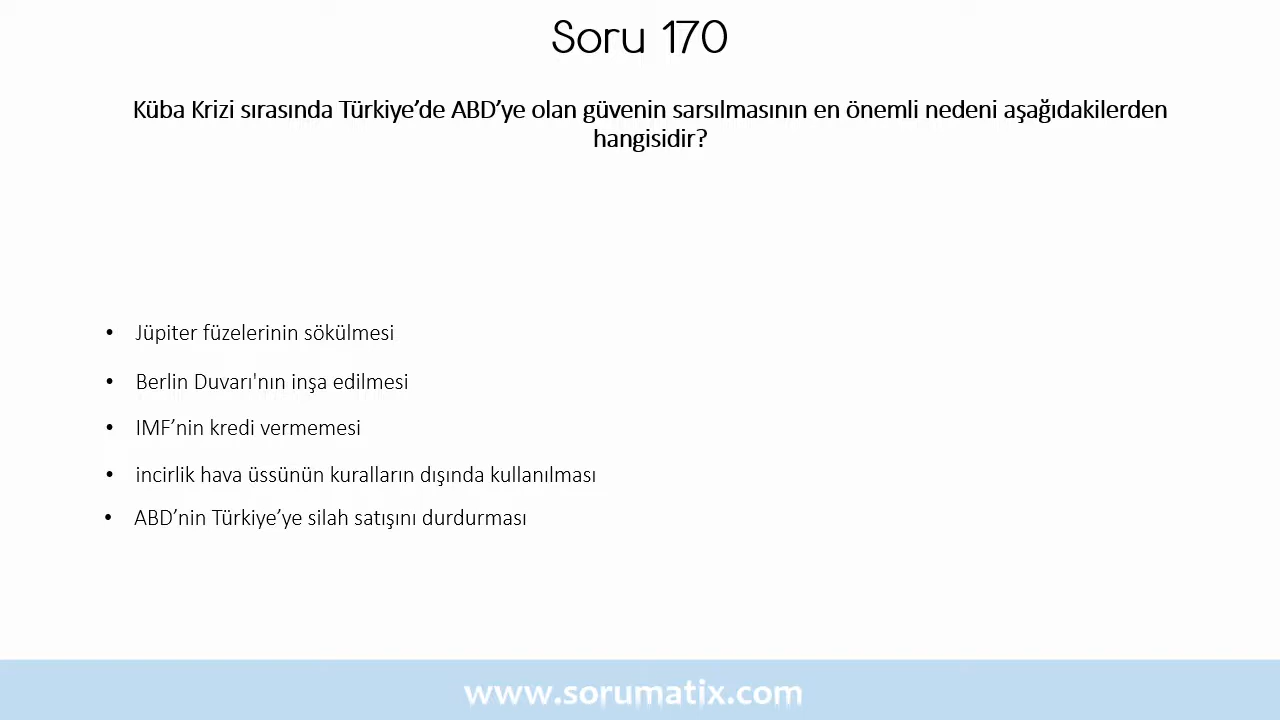 Soru 170
Küba Krizi sırasında Türkiye’de ABD’ye olan güvenin sarsılmasının en önemli nedeni aşağıdakilerden
hangisidir?
• Jüpiter füzelerinin sökülmesi
• Berlin Duvarı'nın inşa edilmesi
• IMF’nin kredi vermemesi
• incirlik hava üssünün kuralların dışında kullanılması
• ABD’nin Türkiye’ye silah satışını durdurması
www.sorumatix.com